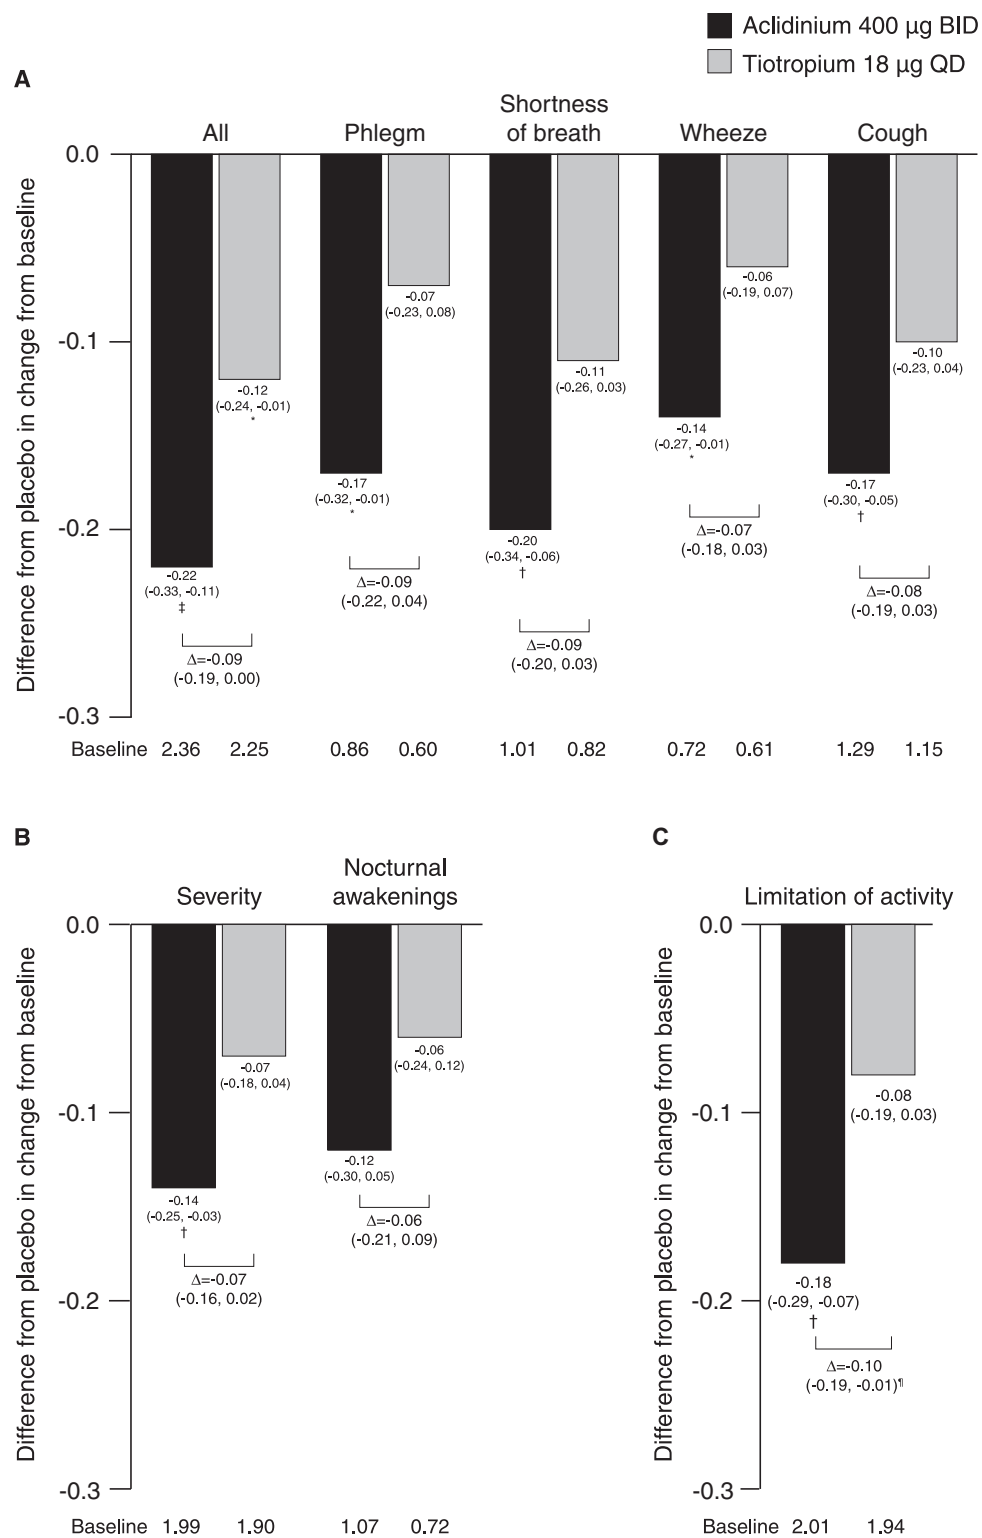 Aclidinium 400 µg BID
Tiotropium 18 µg QD
A
Difference from placebo in change from baseline
0.0
-0.1
-0.2
-0.3
All
Phlegm
Shortness
of breath
Wheeze
Cough
-0.22
(-0.33, -0.11)
‡
-0.12
(-0.24, -0.01)
*
Δ=-0.09
(-0.19, 0.00)
-0.17
(-0.32, -0.01)
*
-0.07
(-0.23, 0.08)
Δ=-0.09
(-0.22, 0.04)
-0.20
(-0.34, -0.06)
†
-0.11
(-0.26, 0.03)
Δ=-0.09
(-0.20, 0.03)
-0.14
(-0.27, -0.01)
*
-0.06
(-0.19, 0.07)
Δ=-0.07
(-0.18, 0.03)
-0.17
(-0.30, -0.05)
†
-0.10
(-0.23, 0.04)
Δ=-0.08
(-0.19, 0.03)
Baseline 2.36 2.25 0.86 0.60 1.01 0.82 0.72 0.61 1.29 1.15
B
Difference from placebo in change from baseline
0.0
-0.1
-0.2
-0.3
Severity
Nocturnal
awakenings
-0.14
(-0.25, -0.03)
†
-0.07
(-0.18, 0.04)
Δ=-0.07
(-0.16, 0.02)
-0.12
(-0.30, 0.05)
-0.06
(-0.24, 0.12)
Δ=-0.06
(-0.21, 0.09)
Baseline 1.99 1.90 1.07 0.72
C
Difference from placebo in change from baseline
0.0
-0.1
-0.2
-0.3
Limitation of activity
-0.18
(-0.29, -0.07)
†
-0.08
(-0.19, 0.03)
Δ=-0.10
(-0.19, -0.01)¶
Baseline 2.01 1.94